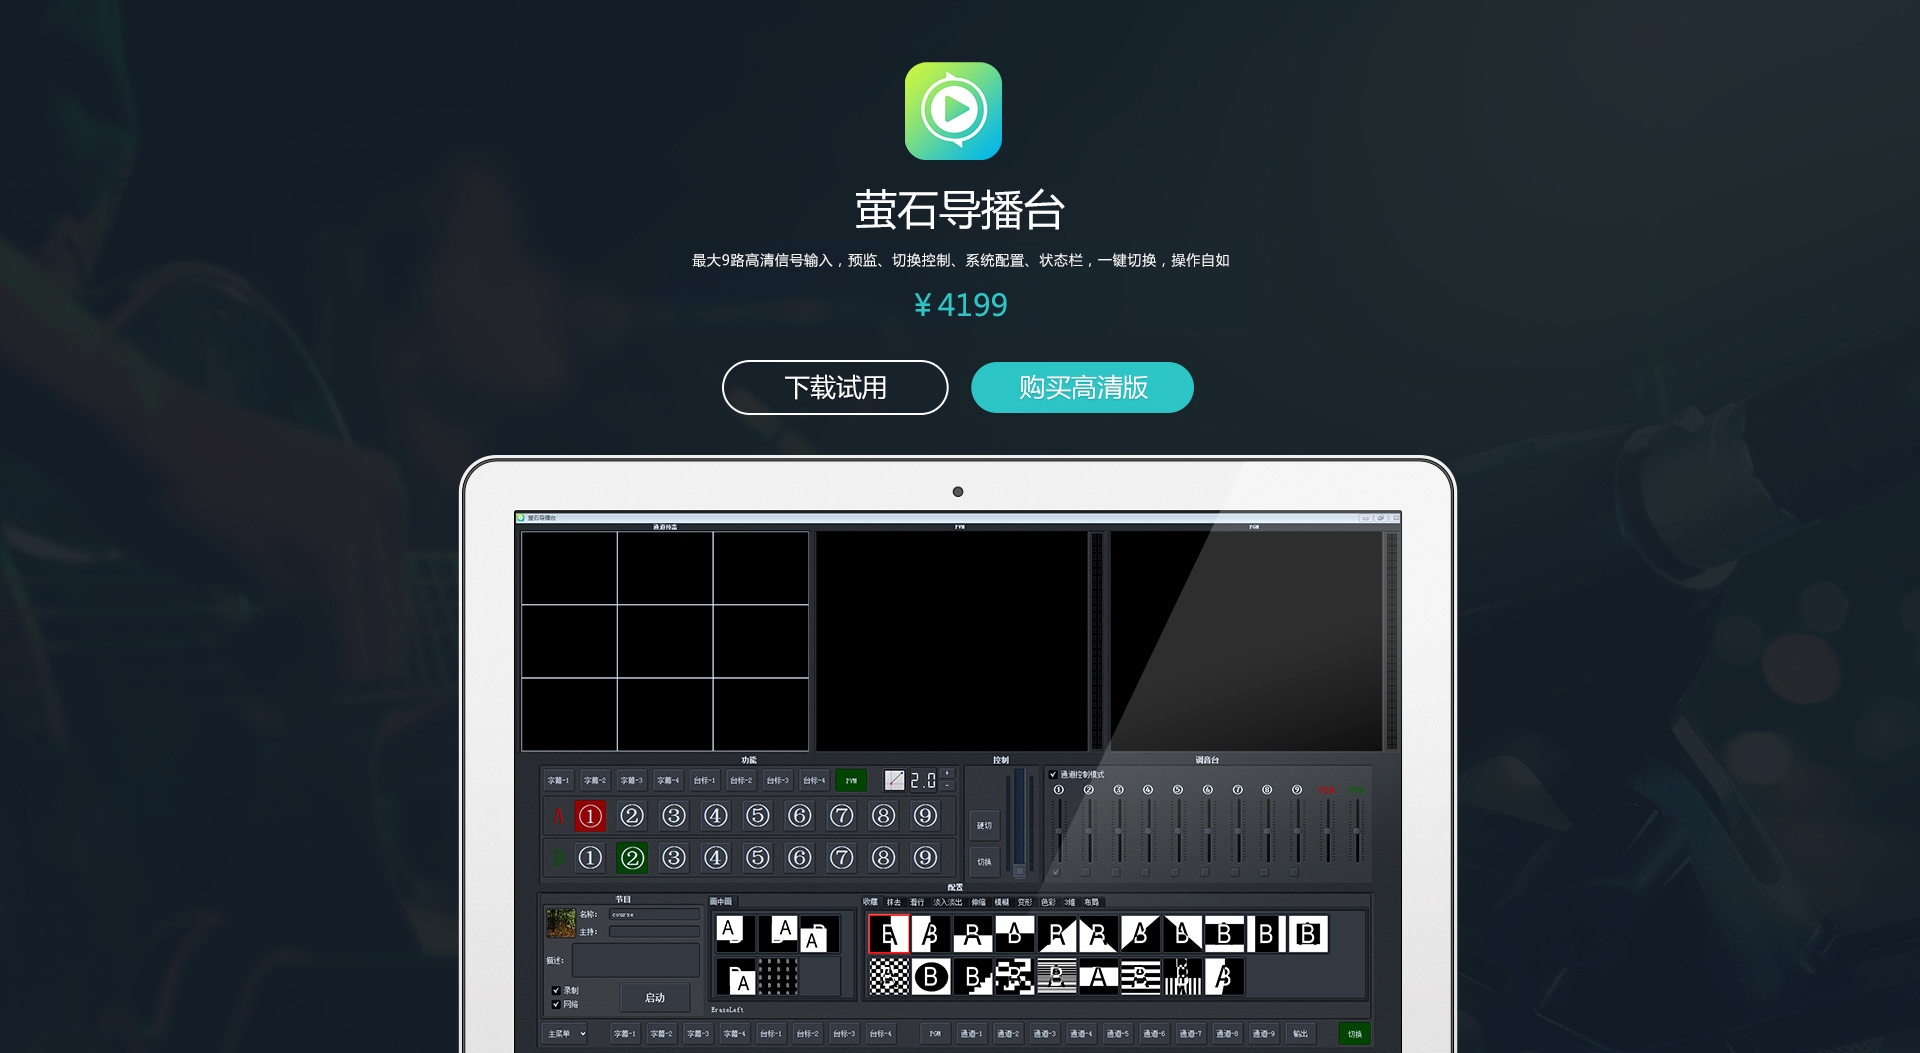 萤石导播台
最大9路高清信号输入，预监、切换控制、系统配置、状态栏，一键切换，操作自如
¥ 4199
下载试用
购买高清版
萤石导播台
PVW
PGM
功能
控制
调音台
字幕-1 字幕-2 字幕-3 字幕-4 台标-1 台标-2 台标-3 台标-4 PVW 2.0
通道控制模式
① ② ③ ④ ⑤ ⑥ ⑦ ⑧ ⑨
A ① ② ③ ④ ⑤ ⑥ ⑦ ⑧ ⑨
硬切
B ① ② ③ ④ ⑤ ⑥ ⑦ ⑧ ⑨
切换
配置
节目
名称: course
主持:
描述:
录制
网络
启动
画中画
A A A
A
收藏 抹去 滑行 淡入淡出 伸缩 模糊 变形 色彩 3维 布局
EraseLeft
主菜单 字幕-1 字幕-2 字幕-3 字幕-4 台标-1 台标-2 台标-3 台标-4 PGM 通道-1 通道-2 通道-3 通道-4 通道-5 通道-6 通道-7 通道-8 通道-9 输出 切换